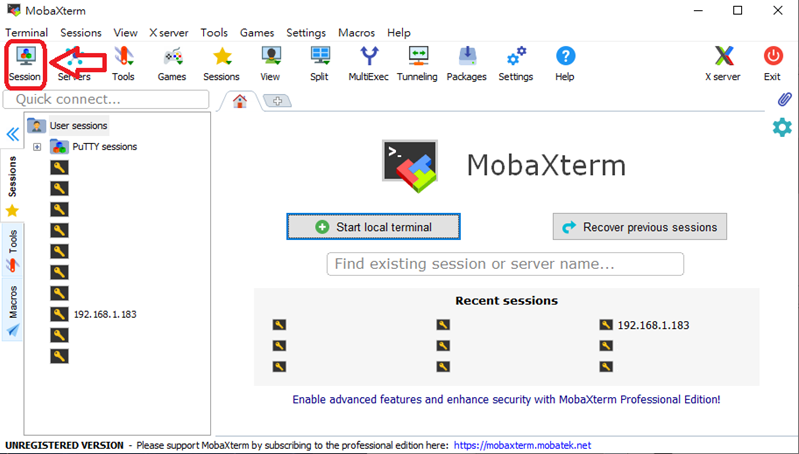 MobaXterm
Terminal Sessions View X server Tools Games Settings Macros Help
Session Servers Tools Games Sessions View Split MultiExec Tunneling Packages Settings Help X server Exit
Quick connect...
User sessions
PuTTY sessions
192.168.1.183
Sessions
Tools
Macros
>_
MobaXterm
Start local terminal
Recover previous sessions
Find existing session or server name...
Recent sessions
192.168.1.183
Enable advanced features and enhance security with MobaXterm Professional Edition!
UNREGISTERED VERSION - Please support MobaXterm by subscribing to the professional edition here: https://mobaxterm.mobatek.net